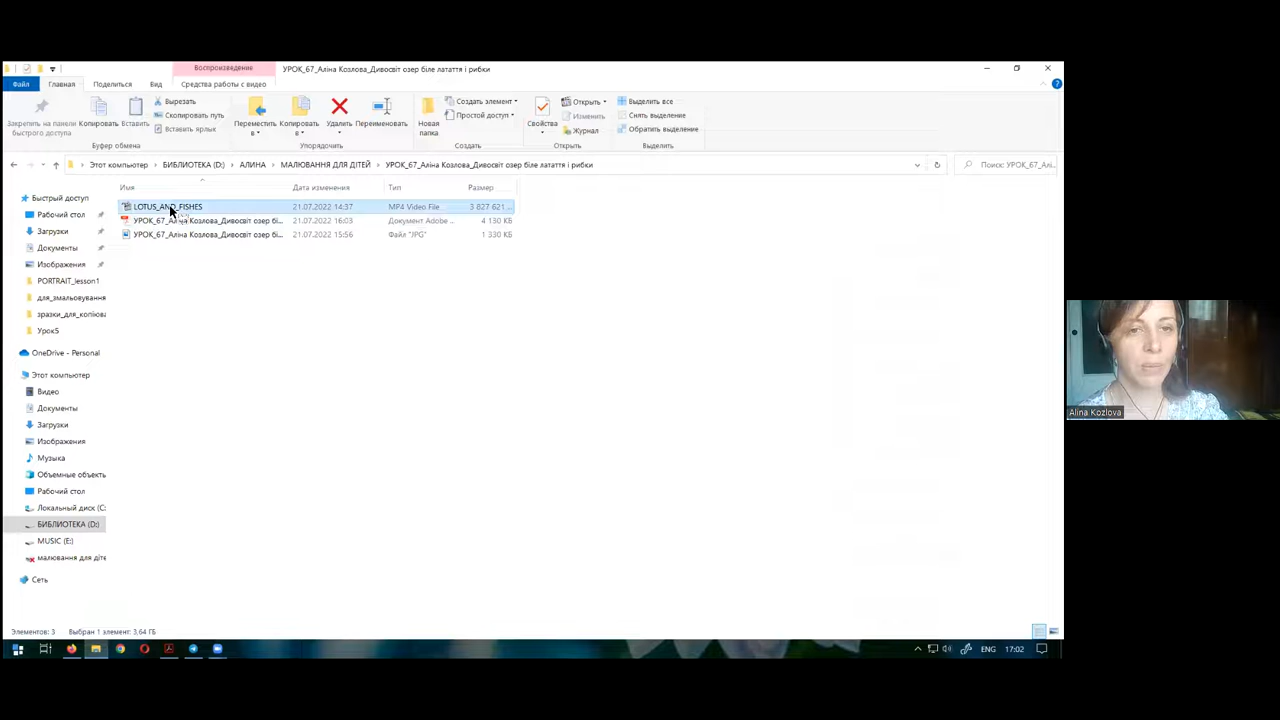 Воспроизведение УРОК_67_Аліна Козлова_Дивосвіт озер біле латаття і рибки
Файл Главная Поделиться Вид Средства работы с видео
Закрепить на панели быстрого доступа
Копировать
Вставить
Вырезать
Скопировать путь
Вставить ярлык
Буфер обмена
Переместить в
Копировать в
Удалить
Переименовать
Упорядочить
Новая папка
Создать элемент
Простой доступ
Создать
Свойства
Открыть
Изменить
Журнал
Открыть
Выделить все
Снять выделение
Обратить выделение
Выделить
Этот компьютер БИБЛИОТЕКА (D:) АЛИНА МАЛЮВАННЯ ДЛЯ ДІТЕЙ УРОК_67_Аліна Козлова_Дивосвіт озер біле латаття і рибки
Поиск: УРОК_67_Алі...
Имя Дата изменения Тип Размер
LOTUS_AND_FISHES 21.07.2022 14:37 MP4 Video File 3 827 621 ...
УРОК_67_Аліна Козлова_Дивосвіт озер бі... 21.07.2022 16:03 Документ Adobe ... 4 130 КБ
УРОК_67_Аліна Козлова_Дивосвіт озер бі... 21.07.2022 15:56 Файл "JPG" 1 330 КБ
Быстрый доступ
Рабочий стол
Загрузки
Документы
Изображения
PORTRAIT_lesson1
для_змальовування
зразки_для_копіюва
Урок5
OneDrive - Personal
Этот компьютер
Видео
Документы
Загрузки
Изображения
Музыка
Объемные объекть
Рабочий стол
Локальный диск (C:
БИБЛИОТЕКА (D:)
MUSIC (E:)
малювання для діте
Сеть
Элементов: 3 Выбран 1 элемент: 3,64 ГБ
ENG 17:02
Alina Kozlova